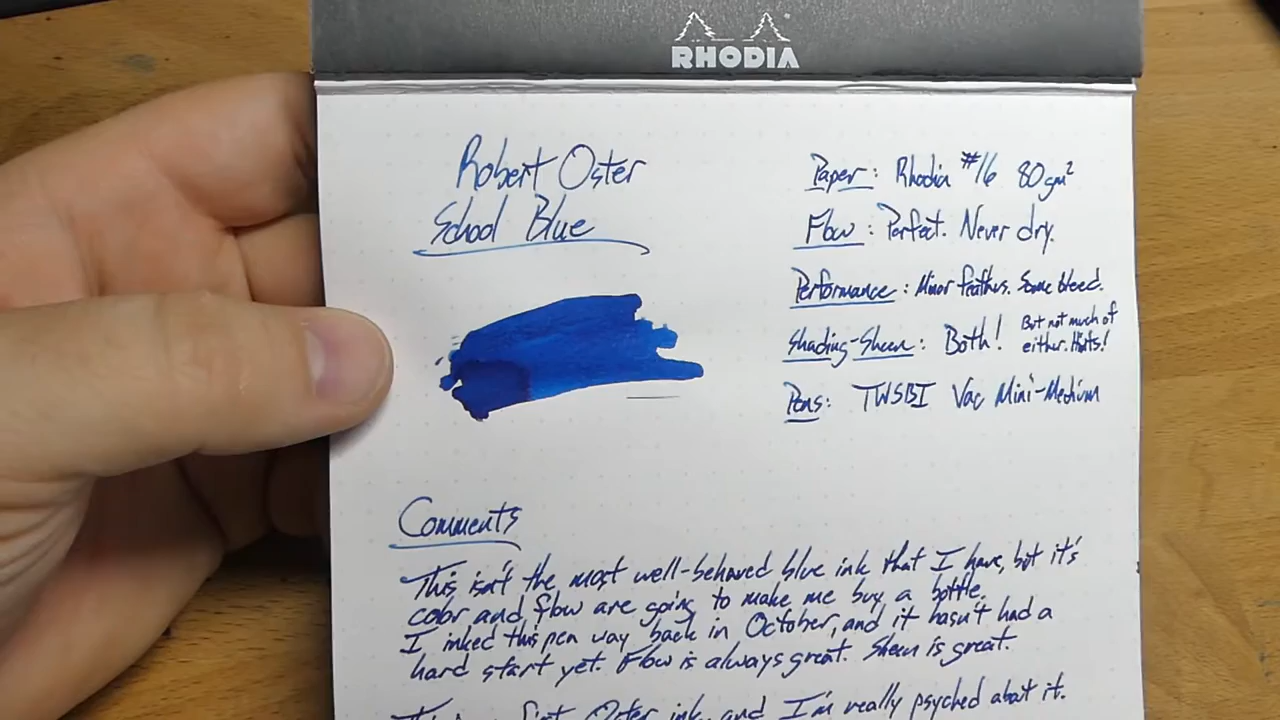 RHODIA
Robert Oster
School Blue
Paper: Rhodia #16 80gm²
Flow: Perfect. Never dry.
Performance: Minor feathers. Some bleed.
Shading-Sheen: Both! But not much of
either. Hints!
Pens: TWSBI Vac Mini-Medium
Comments
This isn't the most well-behaved blue ink that I have, but it's
color and flow are going to make me buy a bottle.
I inked this pen way back in October, and it hasn't had a
hard start yet. Flow is always great. Sheen is great.
first Oster ink, and I'm really psyched about it.